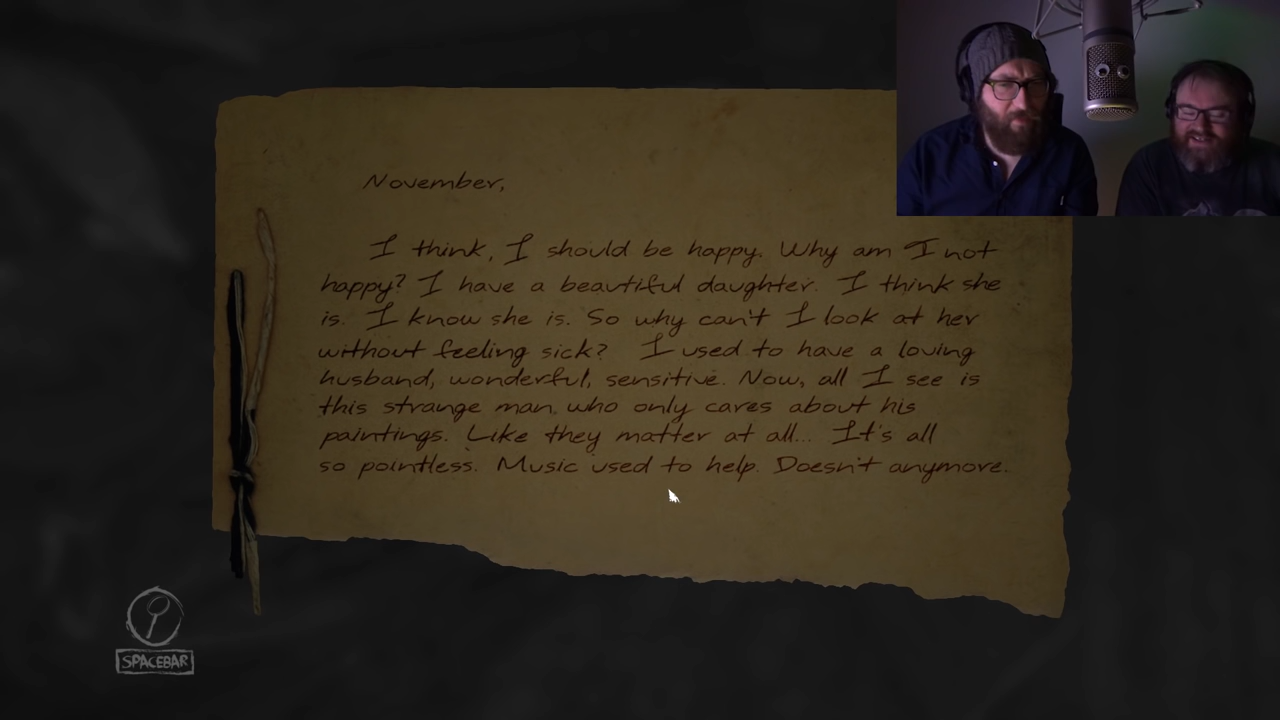 November,
I think, I should be happy. Why am I not
happy? I have a beautiful daughter. I think she
is. I know she is. So why can't I look at her
without feeling sick? I used to have a loving
husband, wonderful, sensitive. Now, all I see is
this strange man who only cares about his
paintings. Like they matter at all... It's all
so pointless. Music used to help. Doesn't anymore.
SPACEBAR